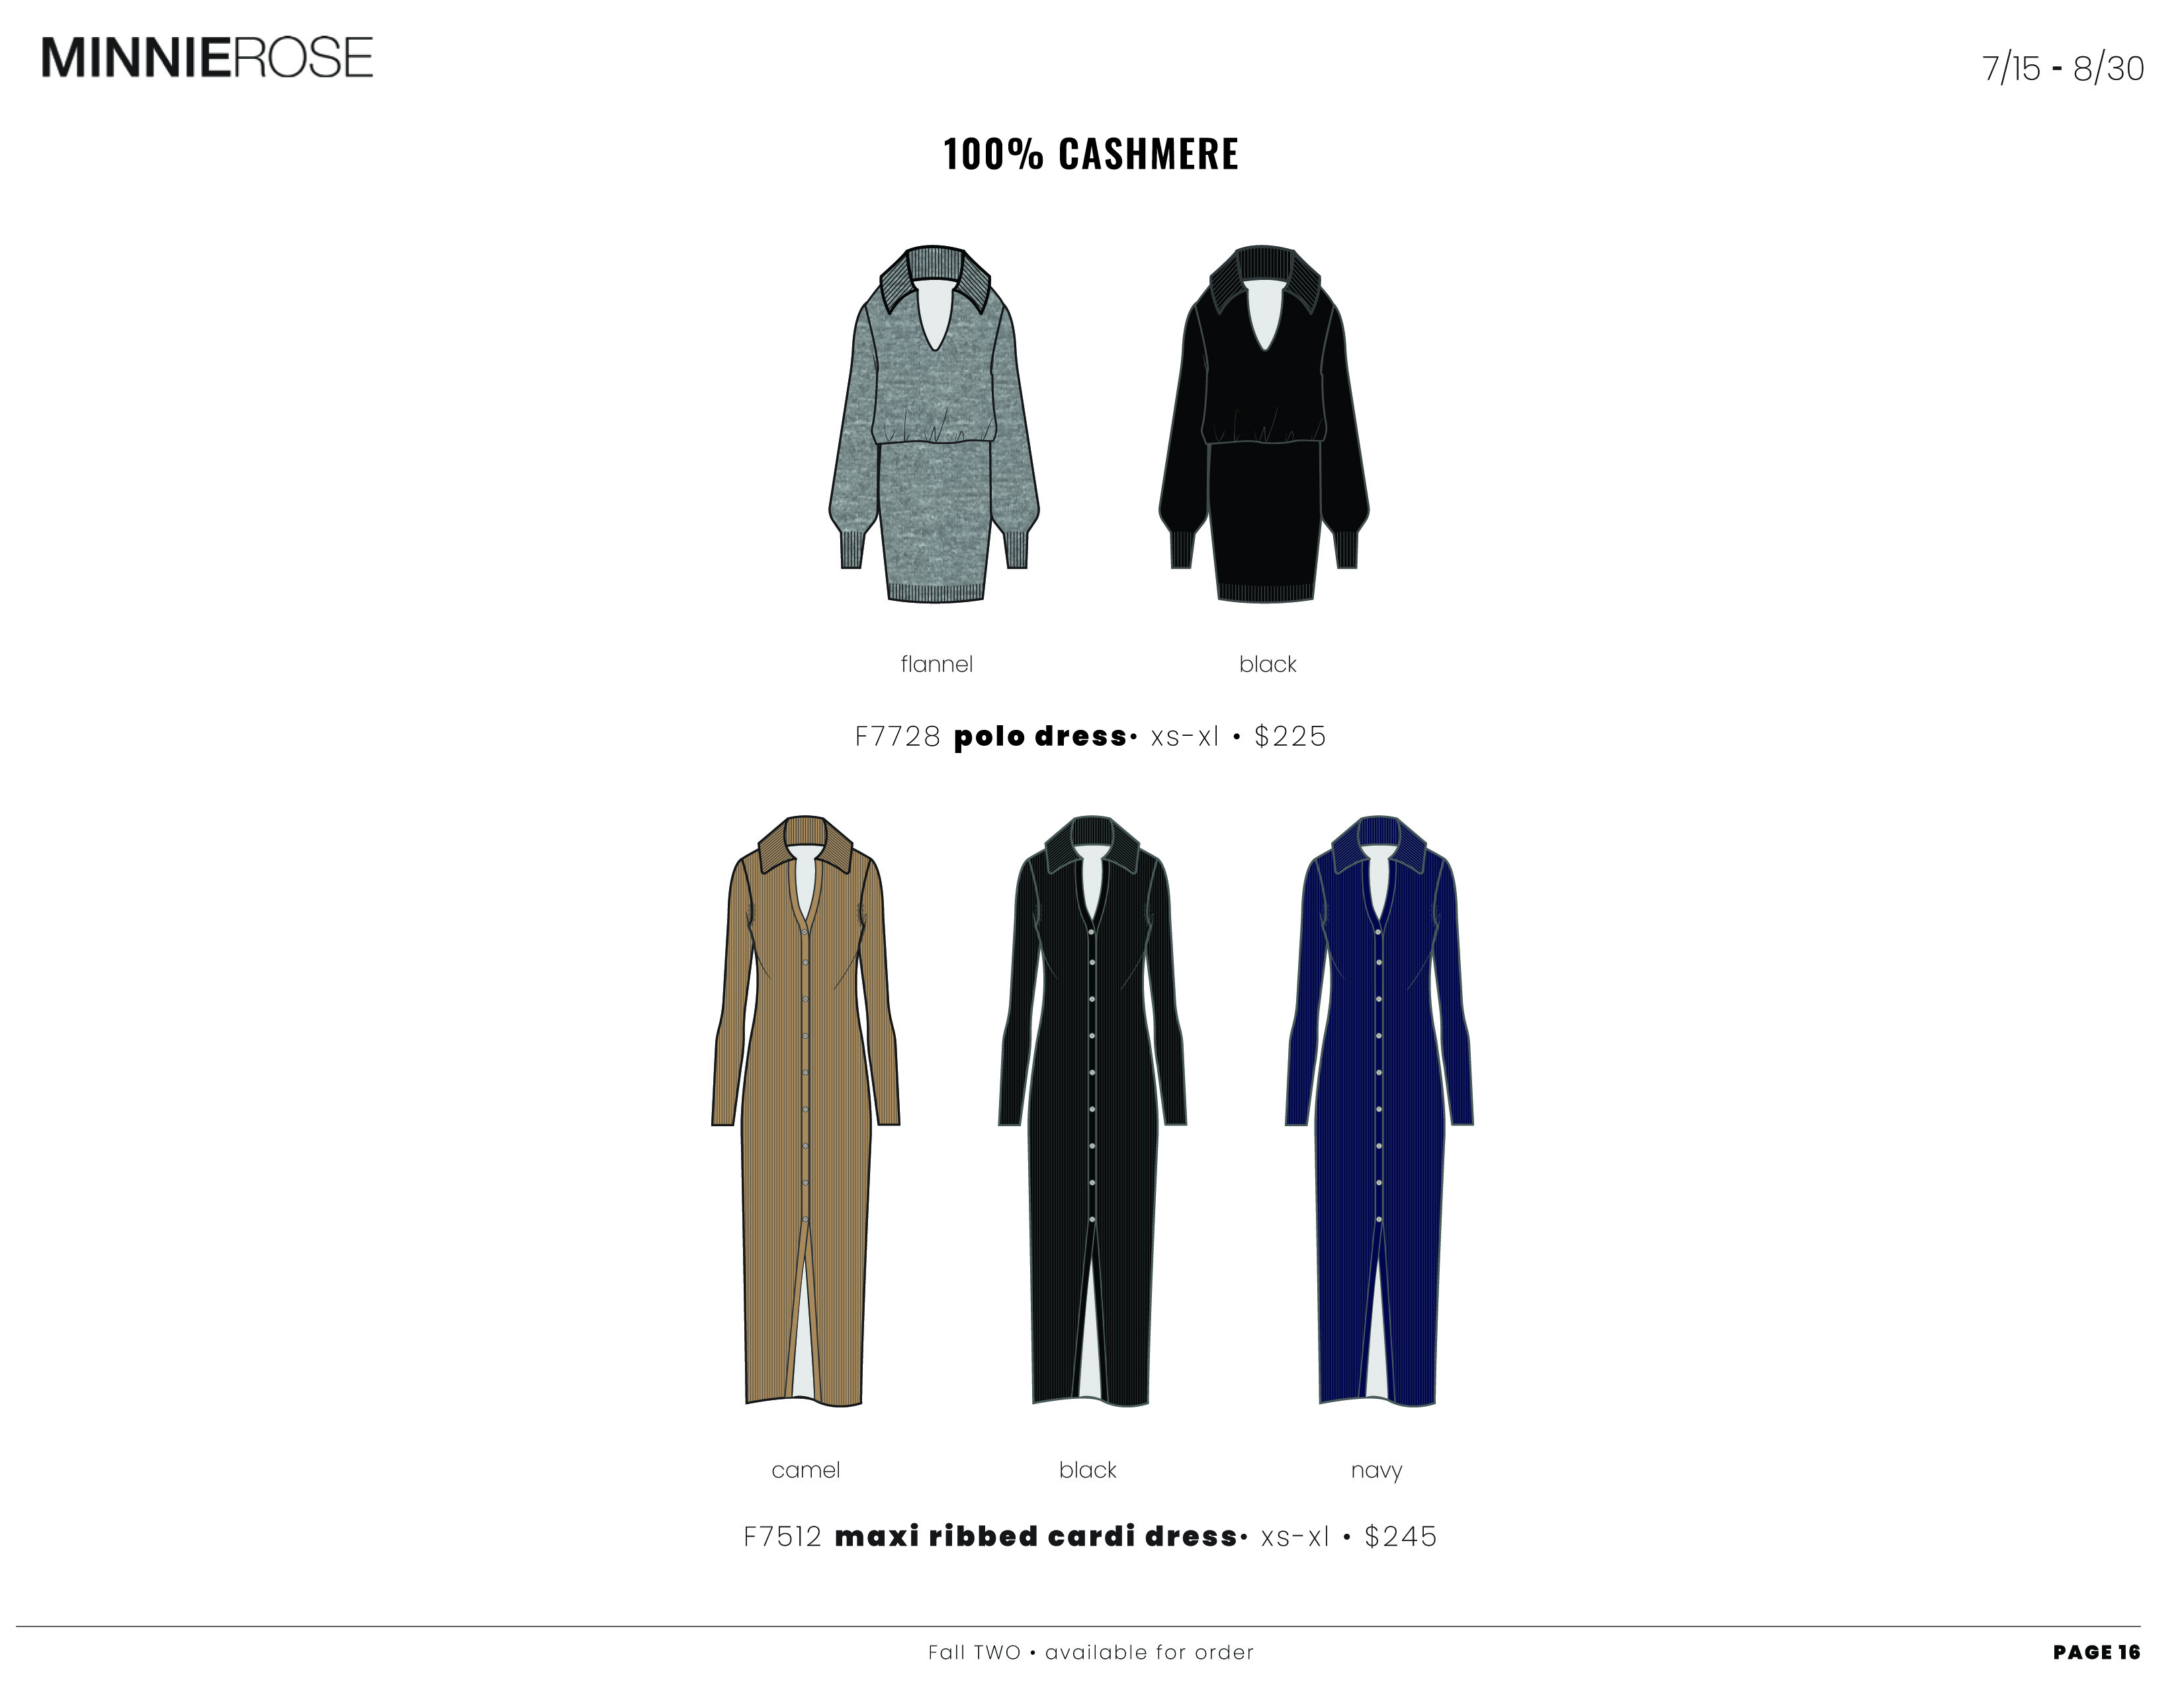 MINNIEROSE
7/15 - 8/30
100% CASHMERE
flannel
black
F7728 polo dress• xs-xl • $225
camel
black
navy
F7512 maxi ribbed cardi dress• xs-xl • $245
Fall TWO • available for order
PAGE 16